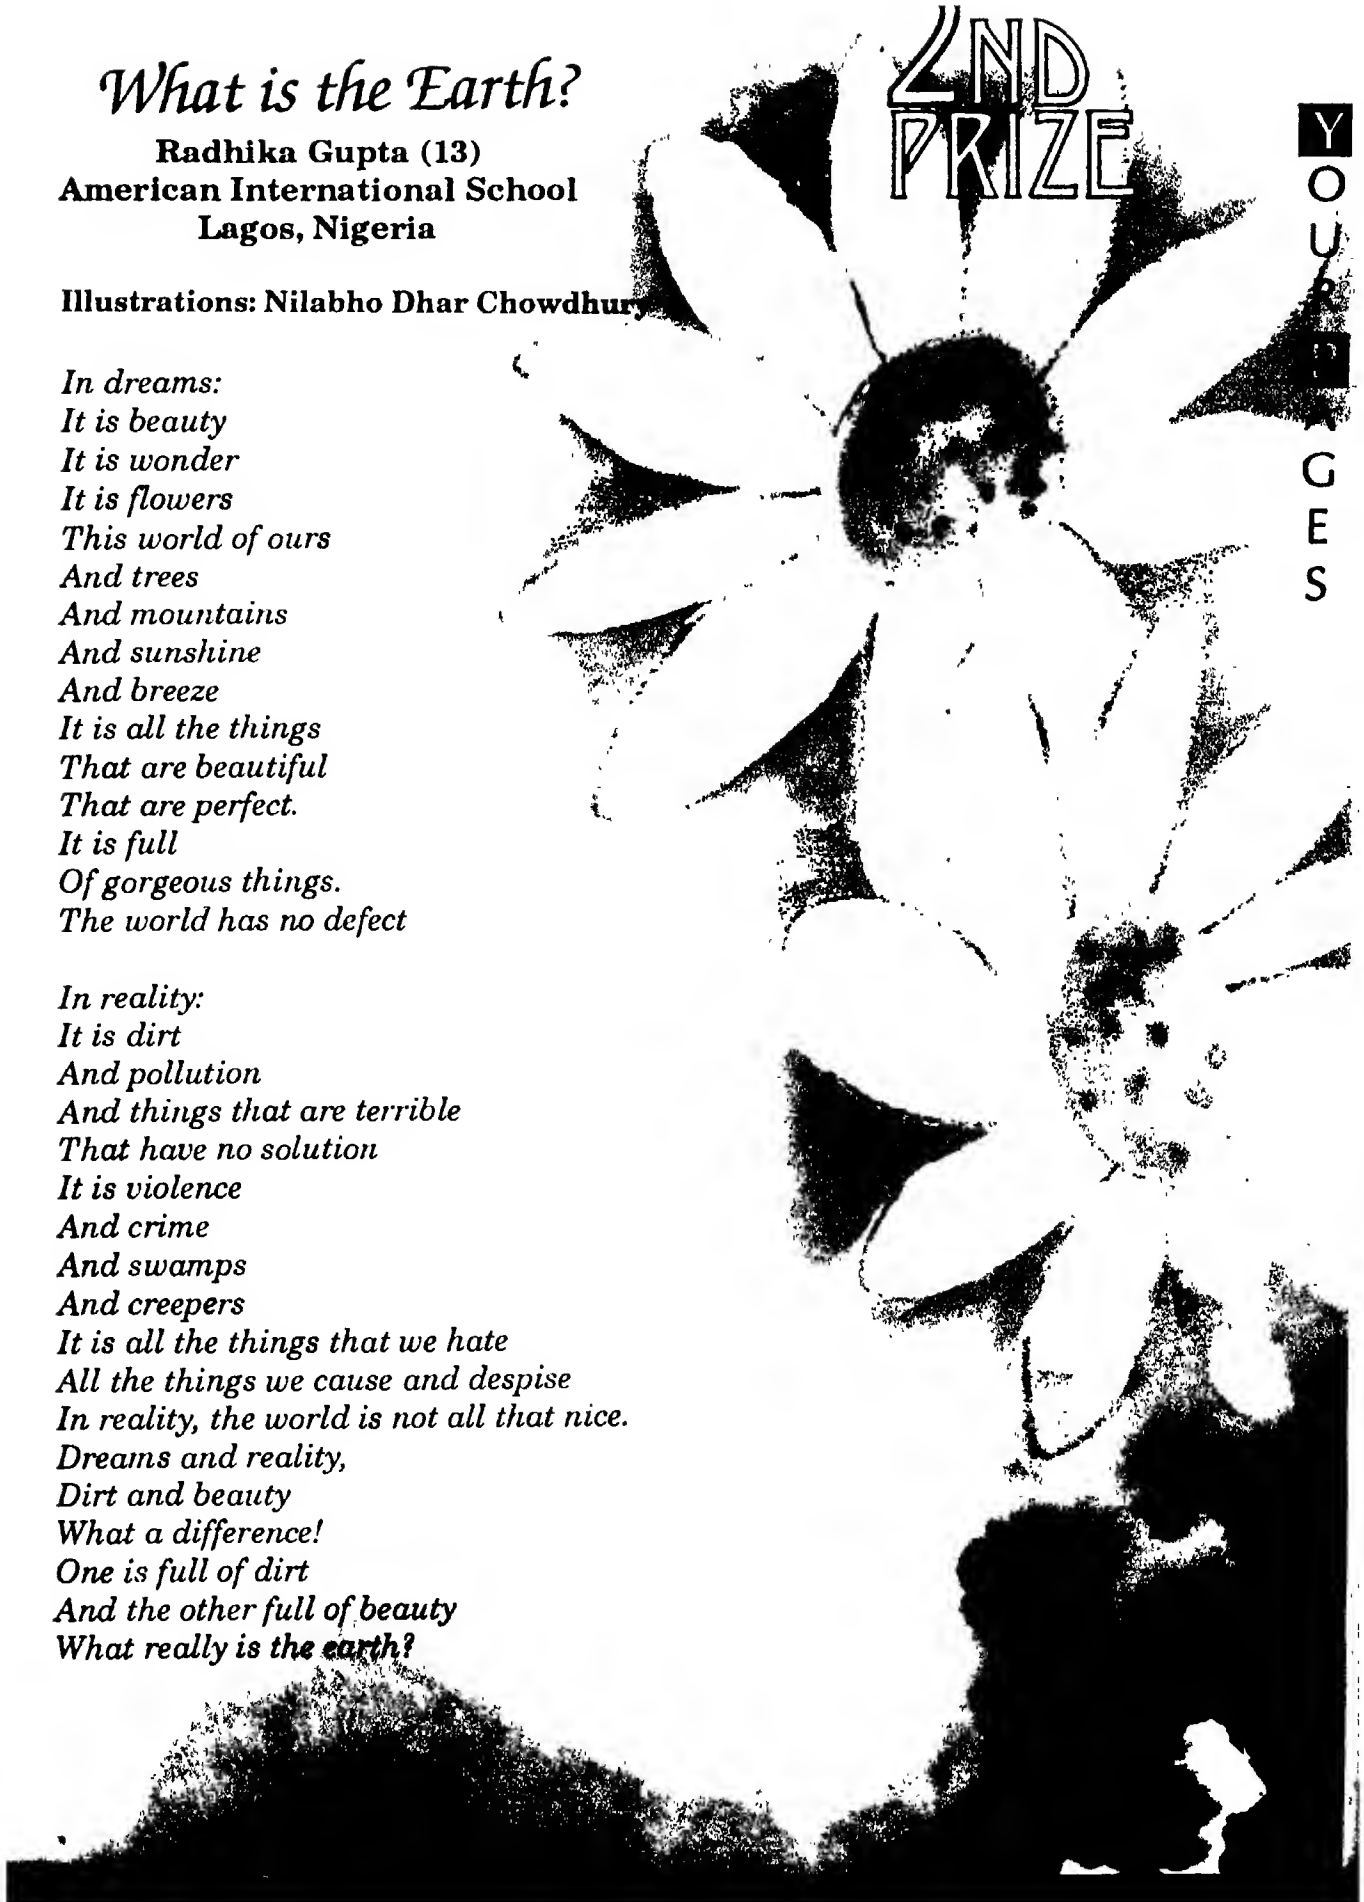 What is the Earth?
Radhika Gupta (13)
American International School
Lagos, Nigeria
Illustrations: Nilabho Dhar Chowdhury
2ND
PRIZE
YOUR PAGES
In dreams:
It is beauty
It is wonder
It is flowers
This world of ours
And trees
And mountains
And sunshine
And breeze
It is all the things
That are beautiful
That are perfect.
It is full
Of gorgeous things.
The world has no defect
In reality:
It is dirt
And pollution
And things that are terrible
That have no solution
It is violence
And crime
And swamps
And creepers
It is all the things that we hate
All the things we cause and despise
In reality, the world is not all that nice.
Dreams and reality,
Dirt and beauty
What a difference!
One is full of dirt
And the other full of beauty
What really is the earth?